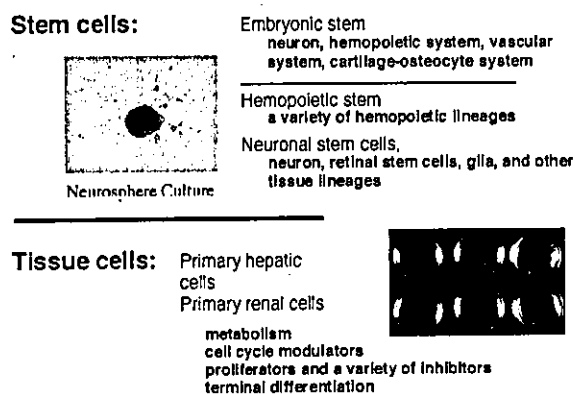 Stem cells:
Embryonic stem
neuron, hemopoietic system, vascular
system, cartilage-osteocyte system
Hemopoietic stem
a variety of hemopoietic lineages
Neuronal stem cells,
neuron, retinal stem cells, glia, and other
tissue lineages
Neurosphere Culture
Tissue cells:
Primary hepatic
cells
Primary renal cells
metabolism
cell cycle modulators
proliferators and a variety of inhibitors
terminal differentiation